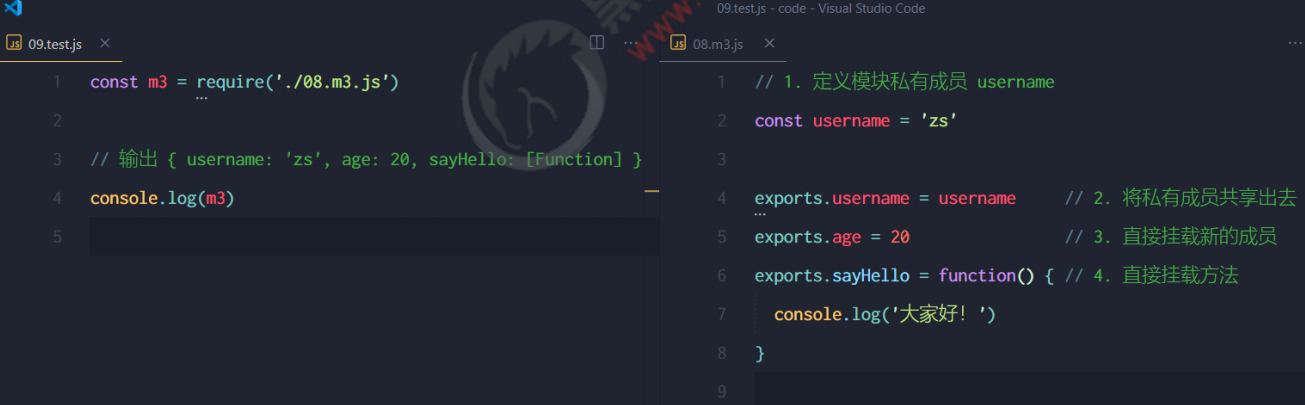 09.test.js - code - Visual Studio Code
JS 09.test.js ×
1 const m3 = require('./08.m3.js')
2
3 // 输出 { username: 'zs', age: 20, sayHello: [Function] }
4 console.log(m3)
5
JS 08.m3.js ×
1 // 1. 定义模块私有成员 username
2 const username = 'zs'
3
4 exports.username = username // 2. 将私有成员共享出去
5 exports.age = 20 // 3. 直接挂载新的成员
6 exports.sayHello = function() { // 4. 直接挂载方法
7 console.log('大家好！')
8 }
9